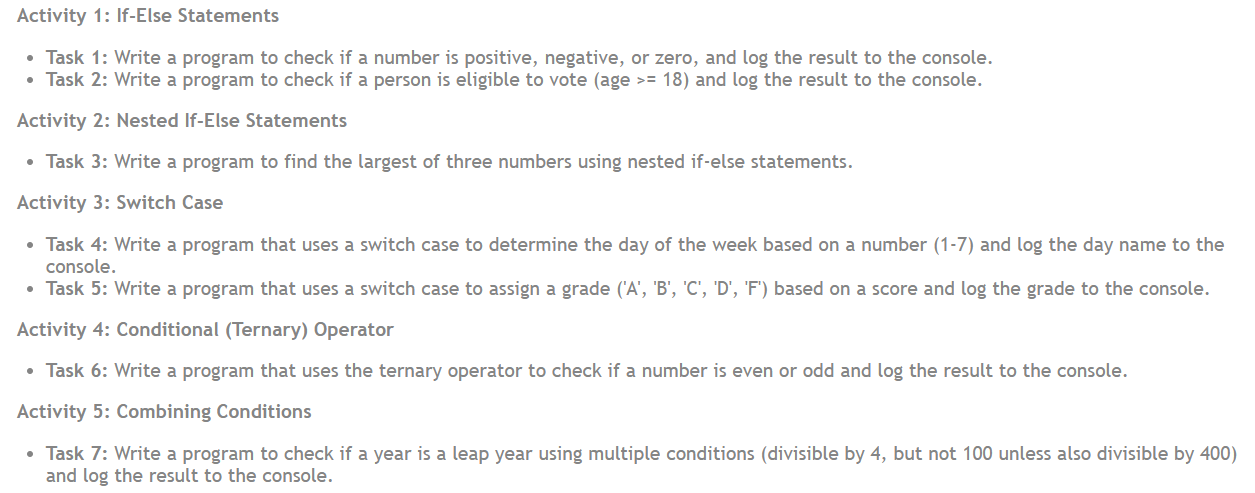 Activity 1: If-Else Statements
• Task 1: Write a program to check if a number is positive, negative, or zero, and log the result to the console.
• Task 2: Write a program to check if a person is eligible to vote (age >= 18) and log the result to the console.
Activity 2: Nested If-Else Statements
• Task 3: Write a program to find the largest of three numbers using nested if-else statements.
Activity 3: Switch Case
• Task 4: Write a program that uses a switch case to determine the day of the week based on a number (1-7) and log the day name to the
console.
• Task 5: Write a program that uses a switch case to assign a grade ('A', 'B', 'C', 'D', 'F') based on a score and log the grade to the console.
Activity 4: Conditional (Ternary) Operator
• Task 6: Write a program that uses the ternary operator to check if a number is even or odd and log the result to the console.
Activity 5: Combining Conditions
• Task 7: Write a program to check if a year is a leap year using multiple conditions (divisible by 4, but not 100 unless also divisible by 400)
and log the result to the console.